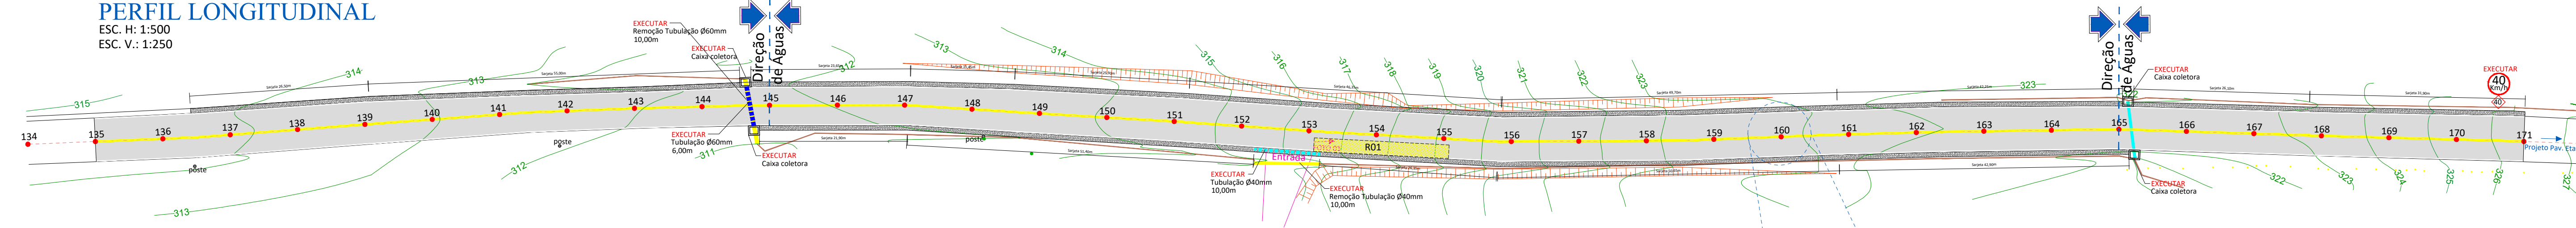 PERFIL LONGITUDINAL
ESC. H: 1:500
ESC. V.: 1:250
EXECUTAR
Remoção Tubulação Ø60mm
10,00m
EXECUTAR
Caixa coletora
Direção
de Águas
EXECUTAR
Tubulação Ø60mm
6,00m
EXECUTAR
Caixa coletora
315
314
313
312
313
312
311
313
314
315
316
317
318
319
320
321
322
323
323
322
323
324
325
326
327
134
135
136
137
138
139
140
141
142
143
144
145
146
147
148
149
150
151
152
153
154
155
156
157
158
159
160
161
162
163
164
165
166
167
168
169
170
171
poste
poste
poste
Entrada
R01
EXECUTAR
Tubulação Ø40mm
10,00m
EXECUTAR
Remoção Tubulação Ø40mm
10,00m
Direção
de Águas
EXECUTAR
Caixa coletora
EXECUTAR
Caixa coletora
EXECUTAR
40
Km/h
40
Projeto Pav. Eta